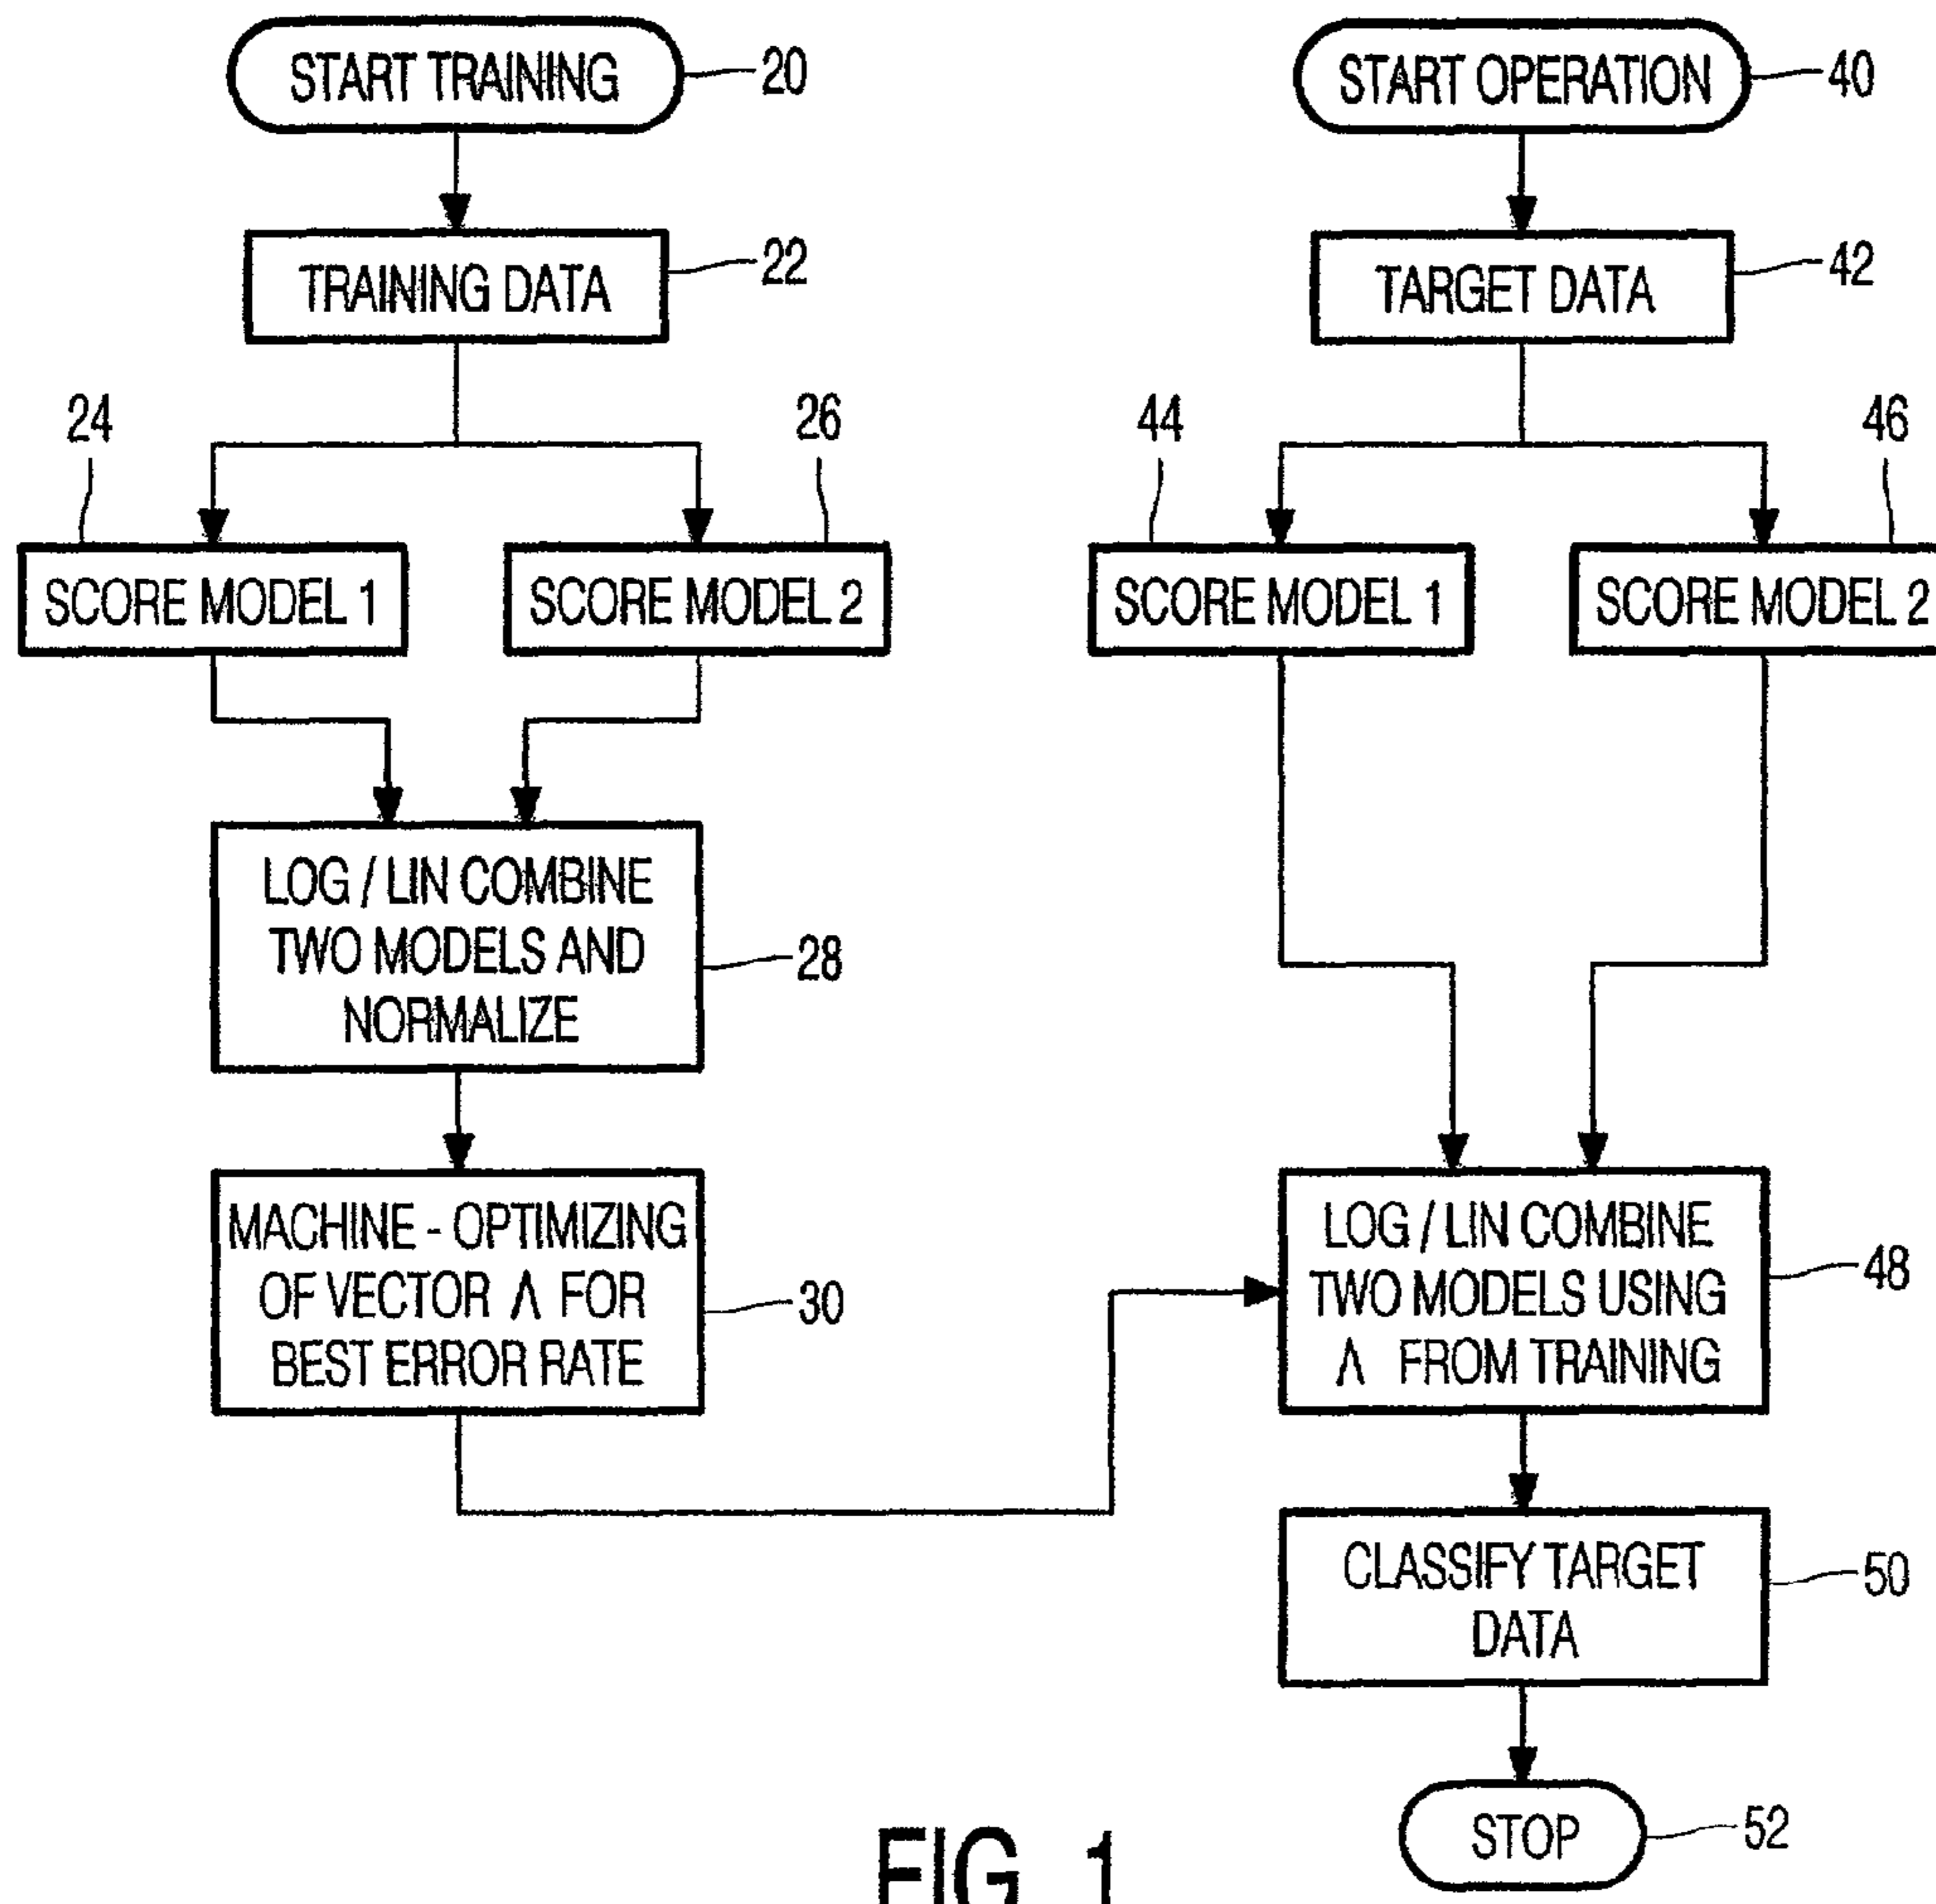 START TRAINING
20
TRAINING DATA
22
24
26
SCORE MODEL 1
SCORE MODEL 2
LOG / LIN COMBINE
TWO MODELS AND
NORMALIZE
28
MACHINE - OPTIMIZING
OF VECTOR Λ FOR
BEST ERROR RATE
30
START OPERATION
40
TARGET DATA
42
44
46
SCORE MODEL 1
SCORE MODEL 2
LOG / LIN COMBINE
TWO MODELS USING
Λ FROM TRAINING
48
CLASSIFY TARGET
DATA
50
STOP
52
FIG. 1